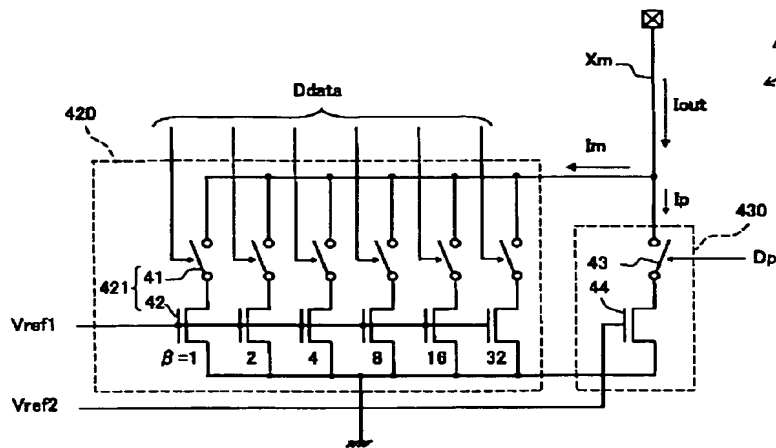 Xm
Ddata
Iout
420
Im
Ip
430
41
421
42
43
Dp
44
Vref1
β=1 2 4 8 16 32
Vref2